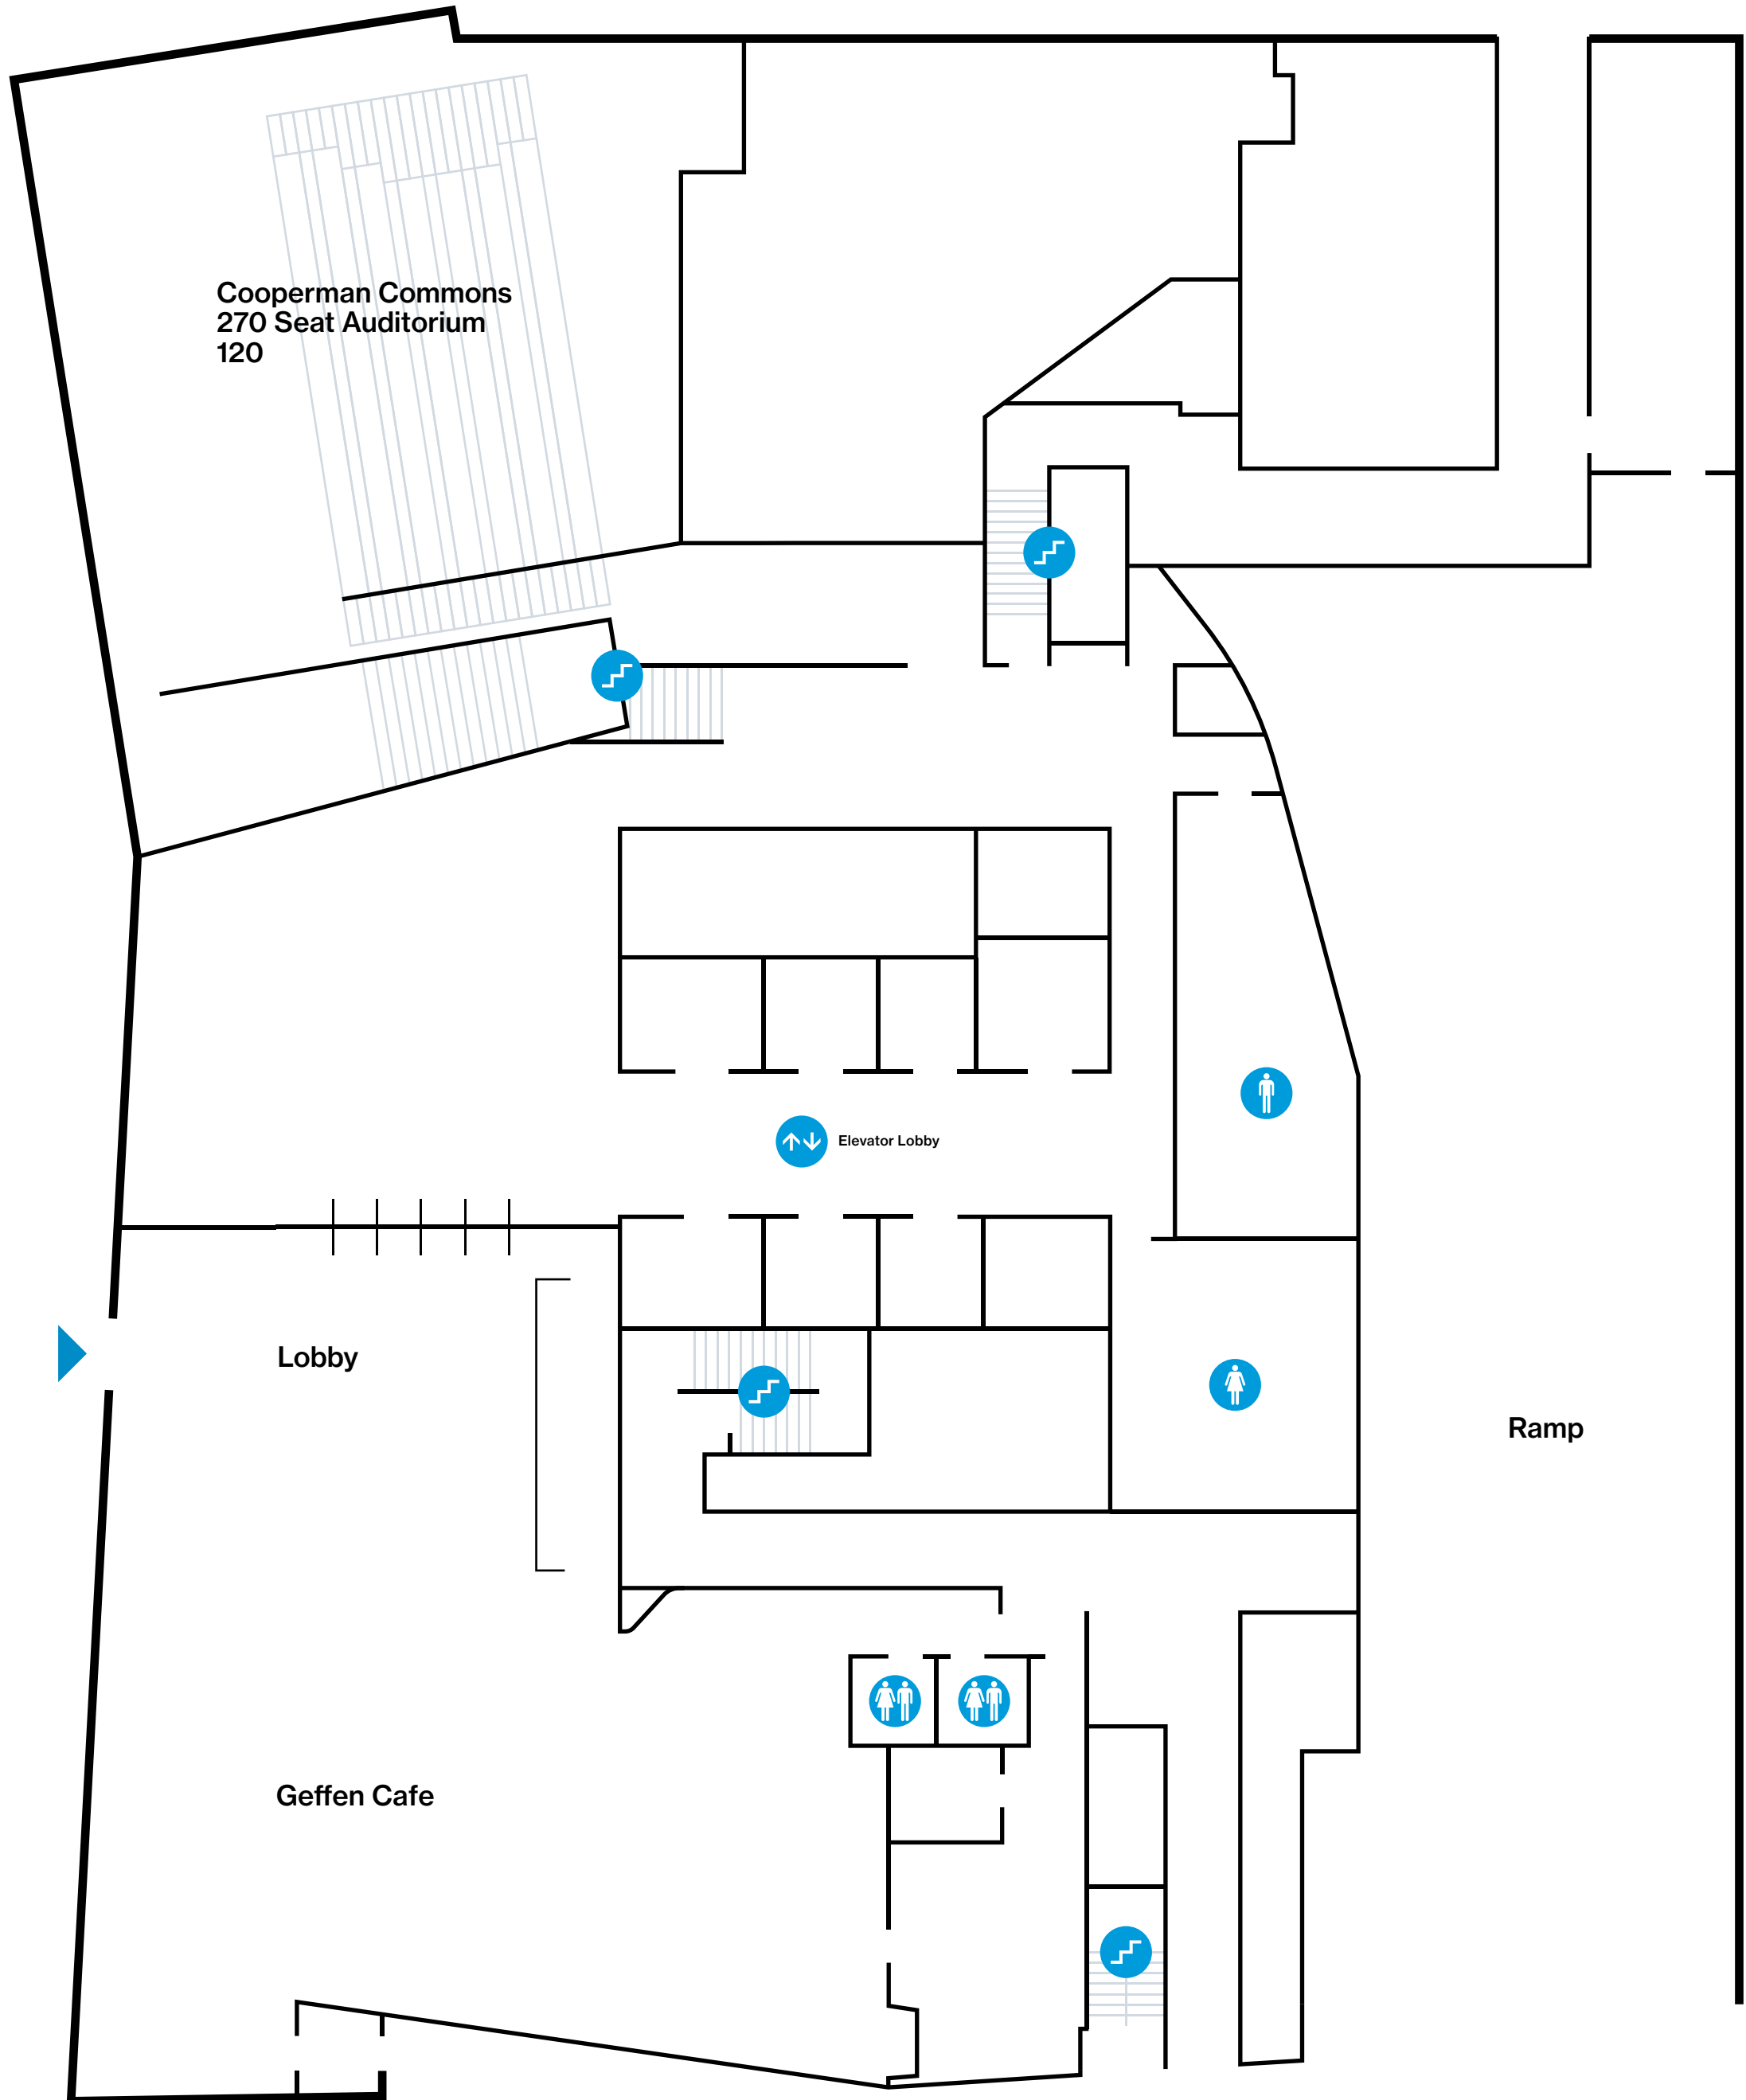 Cooperman Commons
270 Seat Auditorium
120
Elevator Lobby
Lobby
Ramp
Geffen Cafe